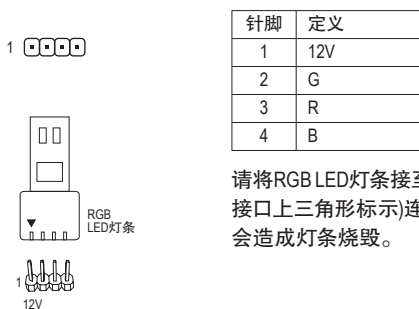 1
针脚 定义
1 12V
2 G
3 R
4 B
RGB
LED灯条
1
12V
请将RGB LED灯条接
接口上三角形标示)连
会造成灯条烧毁。